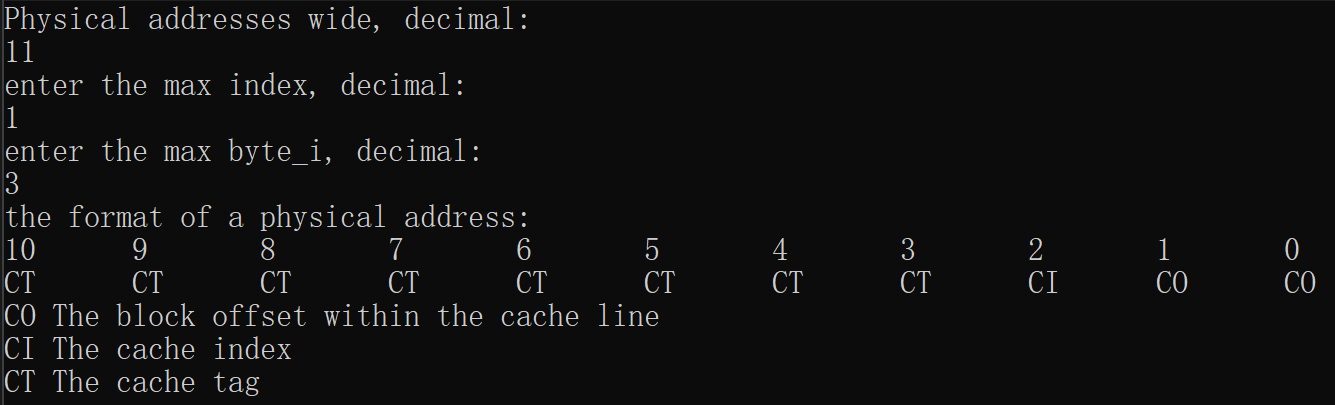 Physical addresses wide, decimal:
11
enter the max index, decimal:
1
enter the max byte_i, decimal:
3
the format of a physical address:
10 9 8 7 6 5 4 3 2 1 0
CT CT CT CT CT CT CT CT CI CO CO
CO The block offset within the cache line
CI The cache index
CT The cache tag